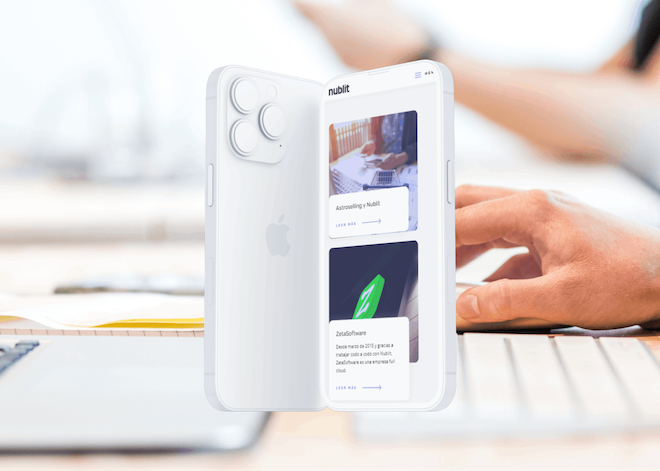 nublit
MEN
Astroselling y Nublit
LEER MÁS
ZetaSoftware
Desde marzo de 2015 y gracias a
trabajar codo a codo con Nublit,
ZetaSoftware es una empresa full
cloud.
LEER MÁS